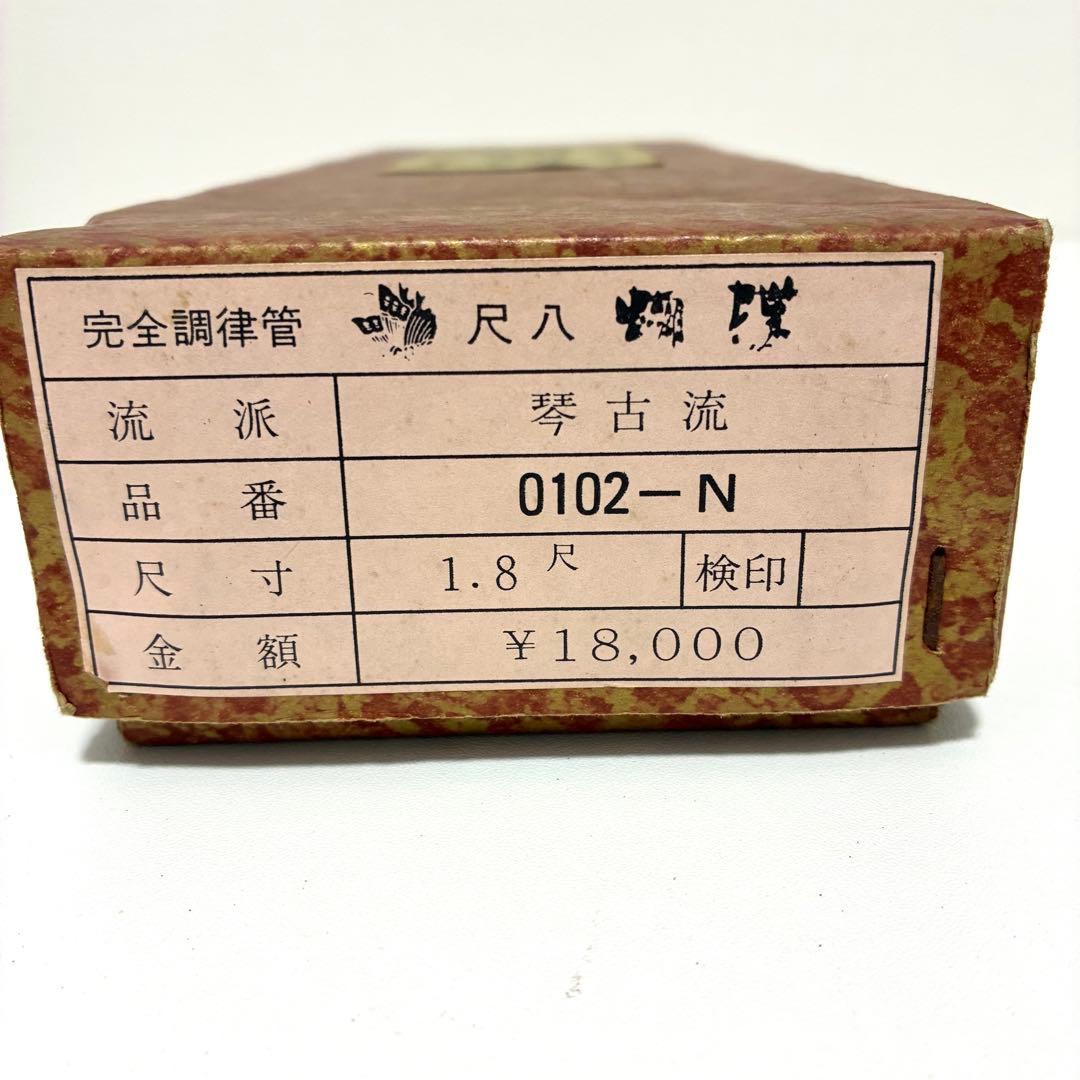 完全調律管 尺八 蝴蝶
流派 琴古流
品番 0102-N
尺寸 1.8尺 検印
金額 ¥18,000